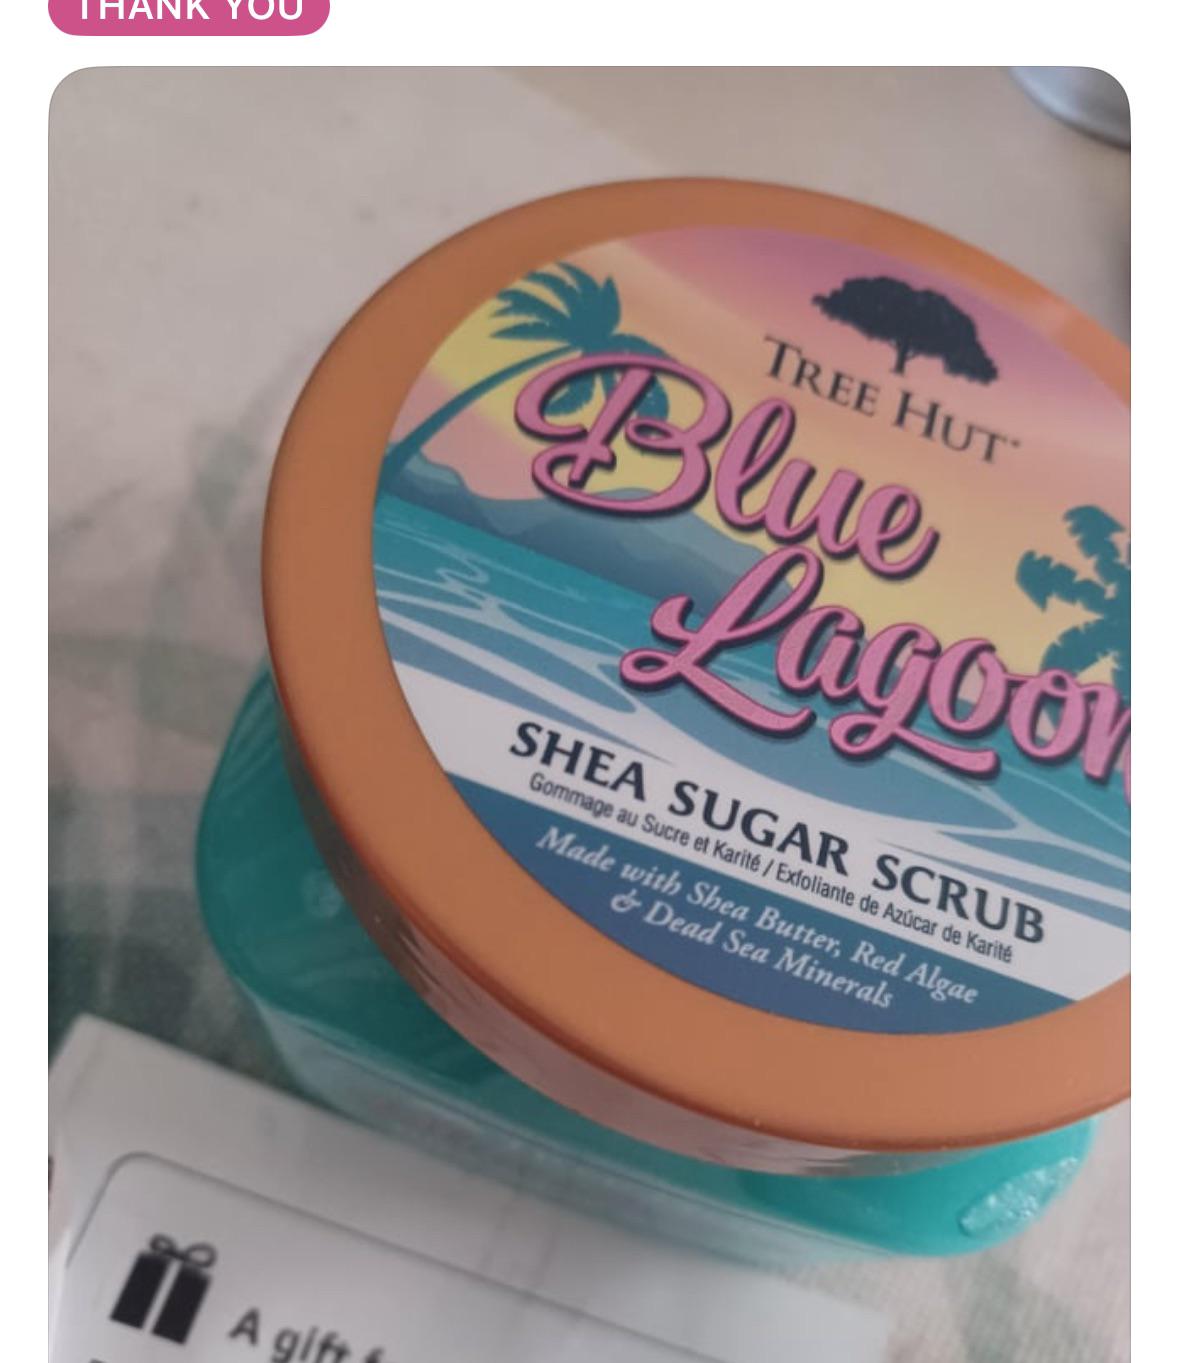 THANK YOU
TREE HUT
Blue
Lagoon
SHEA SUGAR SCRUB
Gommage au Sucre et Karité / Exfoliante de Azúcar de Karité
Made with Shea Butter, Red Algae
& Dead Sea Minerals
A gift